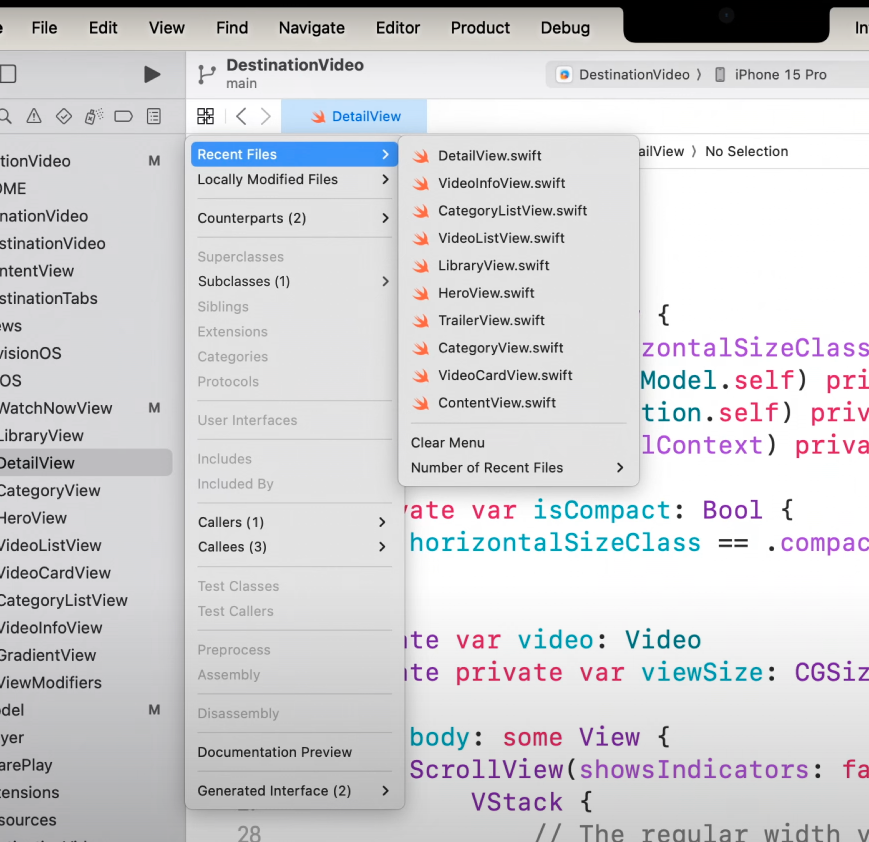 File Edit View Find Navigate Editor Product Debug
DestinationVideo
main
DestinationVideo 〉 iPhone 15 Pro
DetailView
tionVideo M
OME
nationVideo
stinationVideo
ntentView
stinationTabs
ews
visionOS
OS
WatchNowView M
LibraryView
DetailView
CategoryView
HeroView
VideoListView
VideoCardView
CategoryListView
VideoInfoView
GradientView
ViewModifiers
del M
yer
arePlay
tensions
sources
Recent Files
Locally Modified Files
Counterparts (2)
Superclasses
Subclasses (1)
Siblings
Extensions
Categories
Protocols
User Interfaces
Includes
Included By
Callers (1)
Callees (3)
Test Classes
Test Callers
Preprocess
Assembly
Disassembly
Documentation Preview
Generated Interface (2)
DetailView.swift
VideoInfoView.swift
CategoryListView.swift
VideoListView.swift
LibraryView.swift
HeroView.swift
TrailerView.swift
CategoryView.swift
VideoCardView.swift
ContentView.swift
Clear Menu
Number of Recent Files
ailView 〉 No Selection
{
zontalSizeClass
Model.self) pri
tion.self) priv
lContext) priva
vate var isCompact: Bool {
horizontalSizeClass == .compac
ate var video: Video
ate private var viewSize: CGSiz
body: some View {
ScrollView(showsIndicators: fa
VStack {
28 // The regular width v